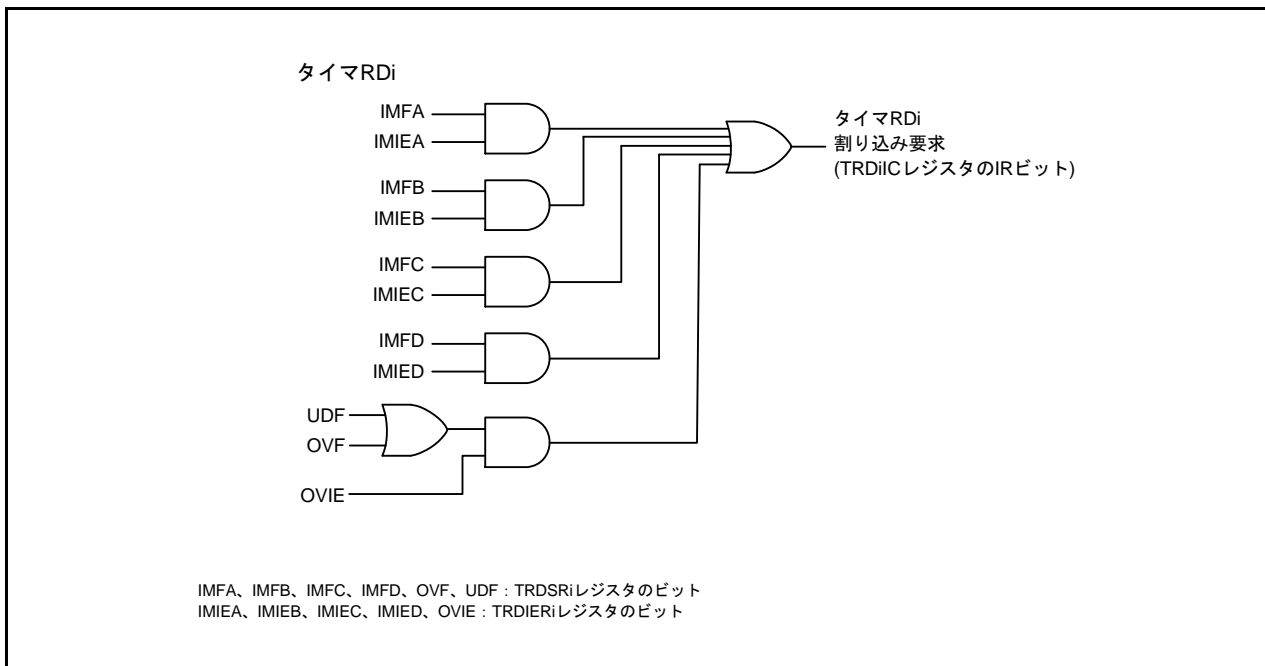 タイマRDi
IMFA
IMIEA
IMFB
IMIEB
IMFC
IMIEC
IMFD
IMIED
UDF
OVF
OVIE
タイマRDi
割り込み要求
(TRDiICレジスタのIRビット)
IMFA、IMFB、IMFC、IMFD、OVF、UDF：TRDSRiレジスタのビット
IMIEA、IMIEB、IMIEC、IMIED、OVIE：TRDIERiレジスタのビット